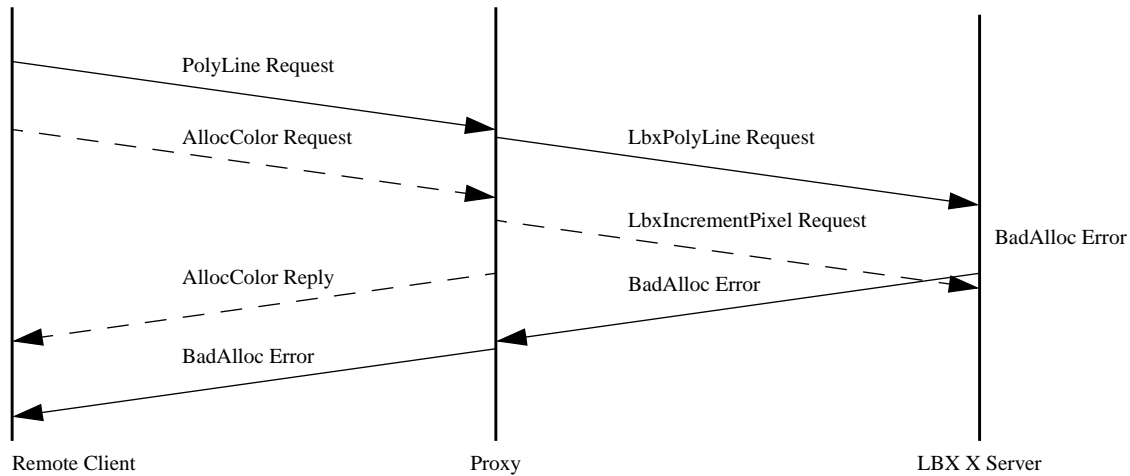 PolyLine Request
AllocColor Request
LbxPolyLine Request
LbxIncrementPixel Request
BadAlloc Error
AllocColor Reply
BadAlloc Error
BadAlloc Error
Remote Client
Proxy
LBX X Server